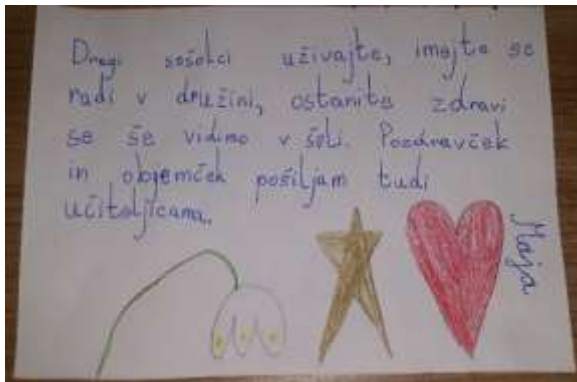 Dragi sošolci uživajte, imejte se
radi v družini, ostanite zdravi
se še vidimo v šoli. Pozdravček
in objemček pošiljam tudi
učiteljicama.
Maja